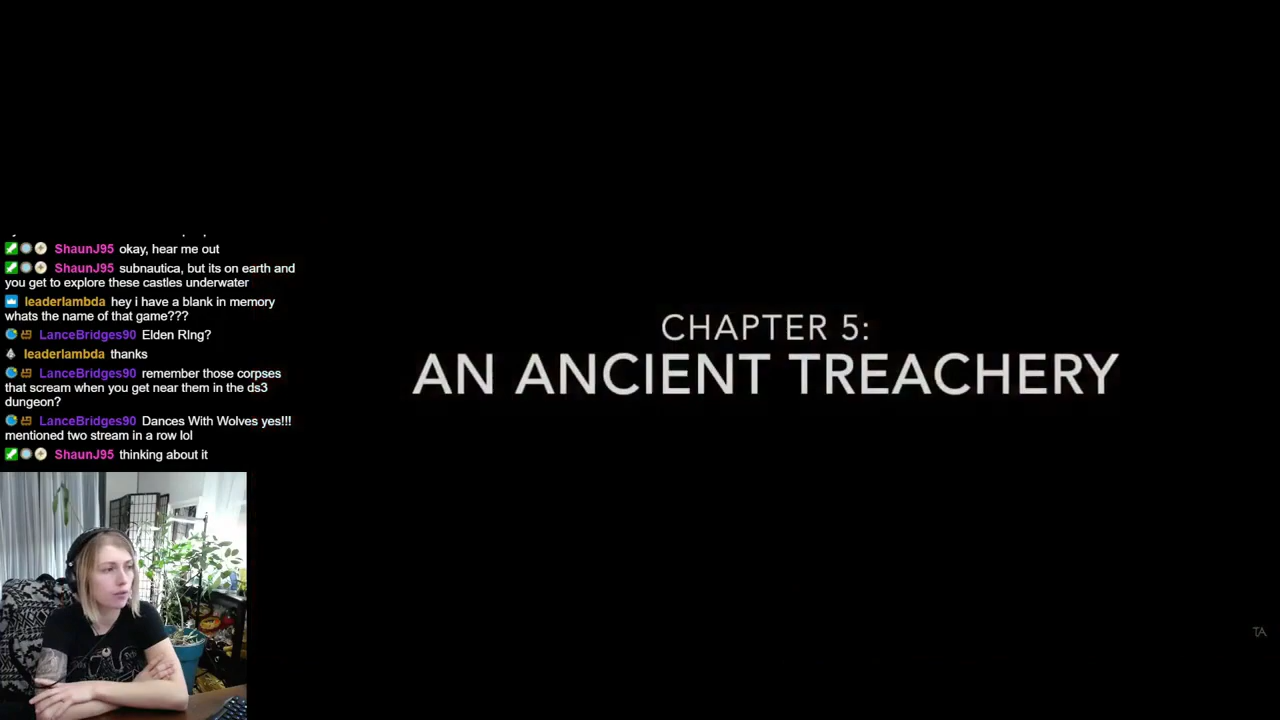 ShaunJ95 okay, hear me out
ShaunJ95 subnautica, but its on earth and
you get to explore these castles underwater
leaderlambda hey i have a blank in memory
whats the name of that game???
LanceBridges90 Elden RIng?
leaderlambda thanks
LanceBridges90 remember those corpses
that scream when you get near them in the ds3
dungeon?
LanceBridges90 Dances With Wolves yes!!!
mentioned two stream in a row lol
ShaunJ95 thinking about it
CHAPTER 5:
AN ANCIENT TREACHERY
TA